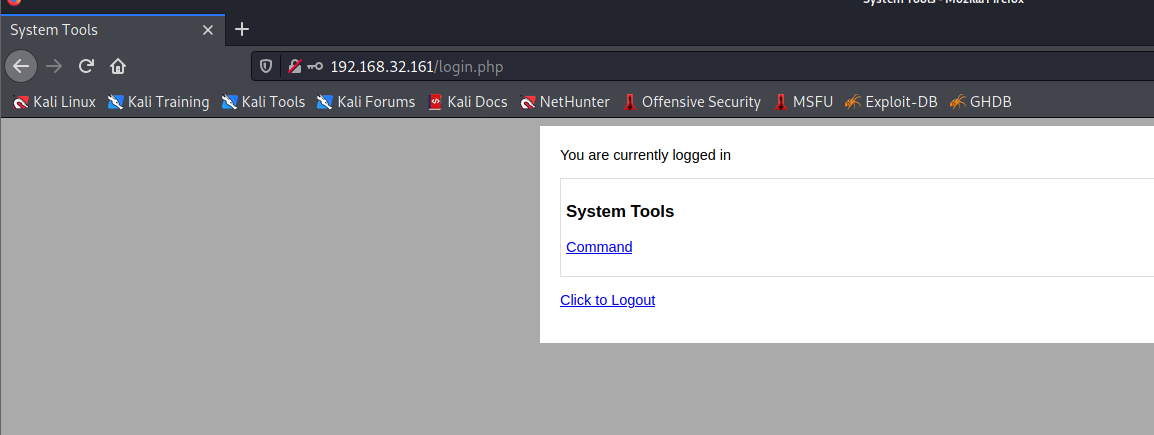 System Tools - Mozilla Firefox
System Tools
192.168.32.161/login.php
Kali Linux Kali Training Kali Tools Kali Forums Kali Docs NetHunter Offensive Security MSFU Exploit-DB GHDB
You are currently logged in
System Tools
Command
Click to Logout